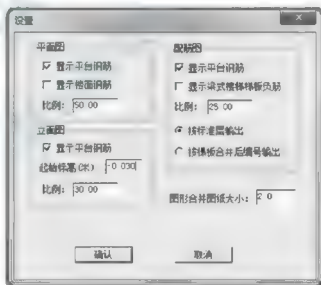 设置
平面图
显示平台钢筋
显示楼面钢筋
比例: 50.00
立面图
显示平台钢筋
起始标高(米) -0.030
比例: 30.00
配筋图
显示平台钢筋
显示梁式楼梯梯板负筋
比例: 25.00
按标准层输出
按梯板合并后编号输出
图形合并图纸大小:
确认
取消